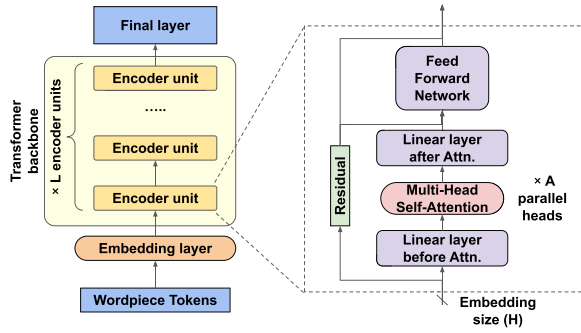 Final layer
Transformer
backbone
× L encoder units
Encoder unit
.....
Encoder unit
Encoder unit
Embedding layer
Wordpiece Tokens
Feed
Forward
Network
Linear layer
after Attn.
Residual
Multi-Head
Self-Attention
× A
parallel
heads
Linear layer
before Attn.
Embedding
size (H)